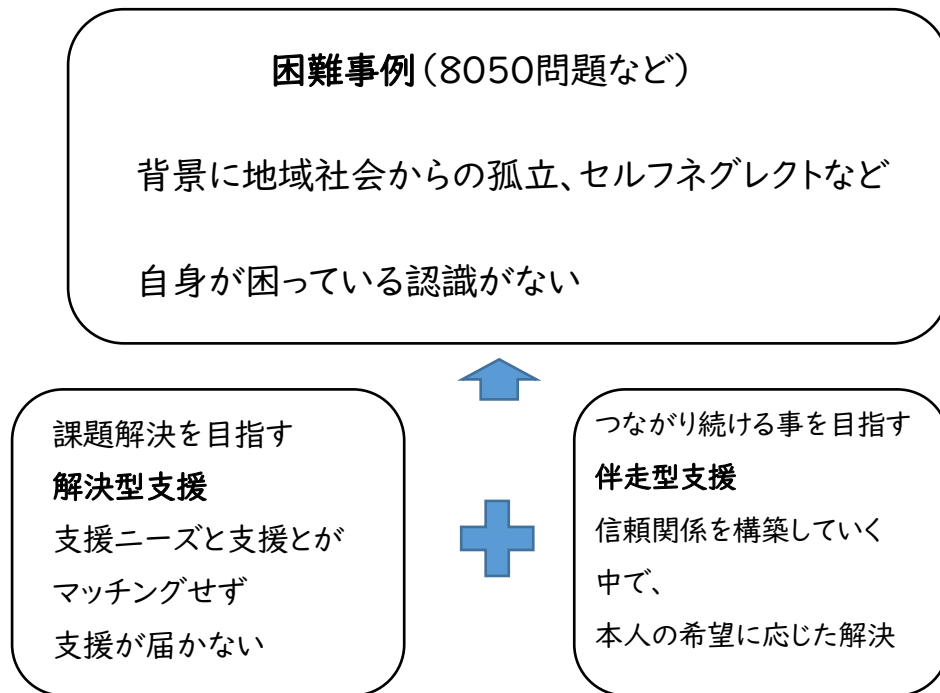 困難事例（8050問題など）
背景に地域社会からの孤立、セルフネグレクトなど
自身が困っている認識がない
課題解決を目指す
解決型支援
支援ニーズと支援とが
マッチングせず
支援が届かない
つながり続ける事を目指す
伴走型支援
信頼関係を構築していく
中で、
本人の希望に応じた解決